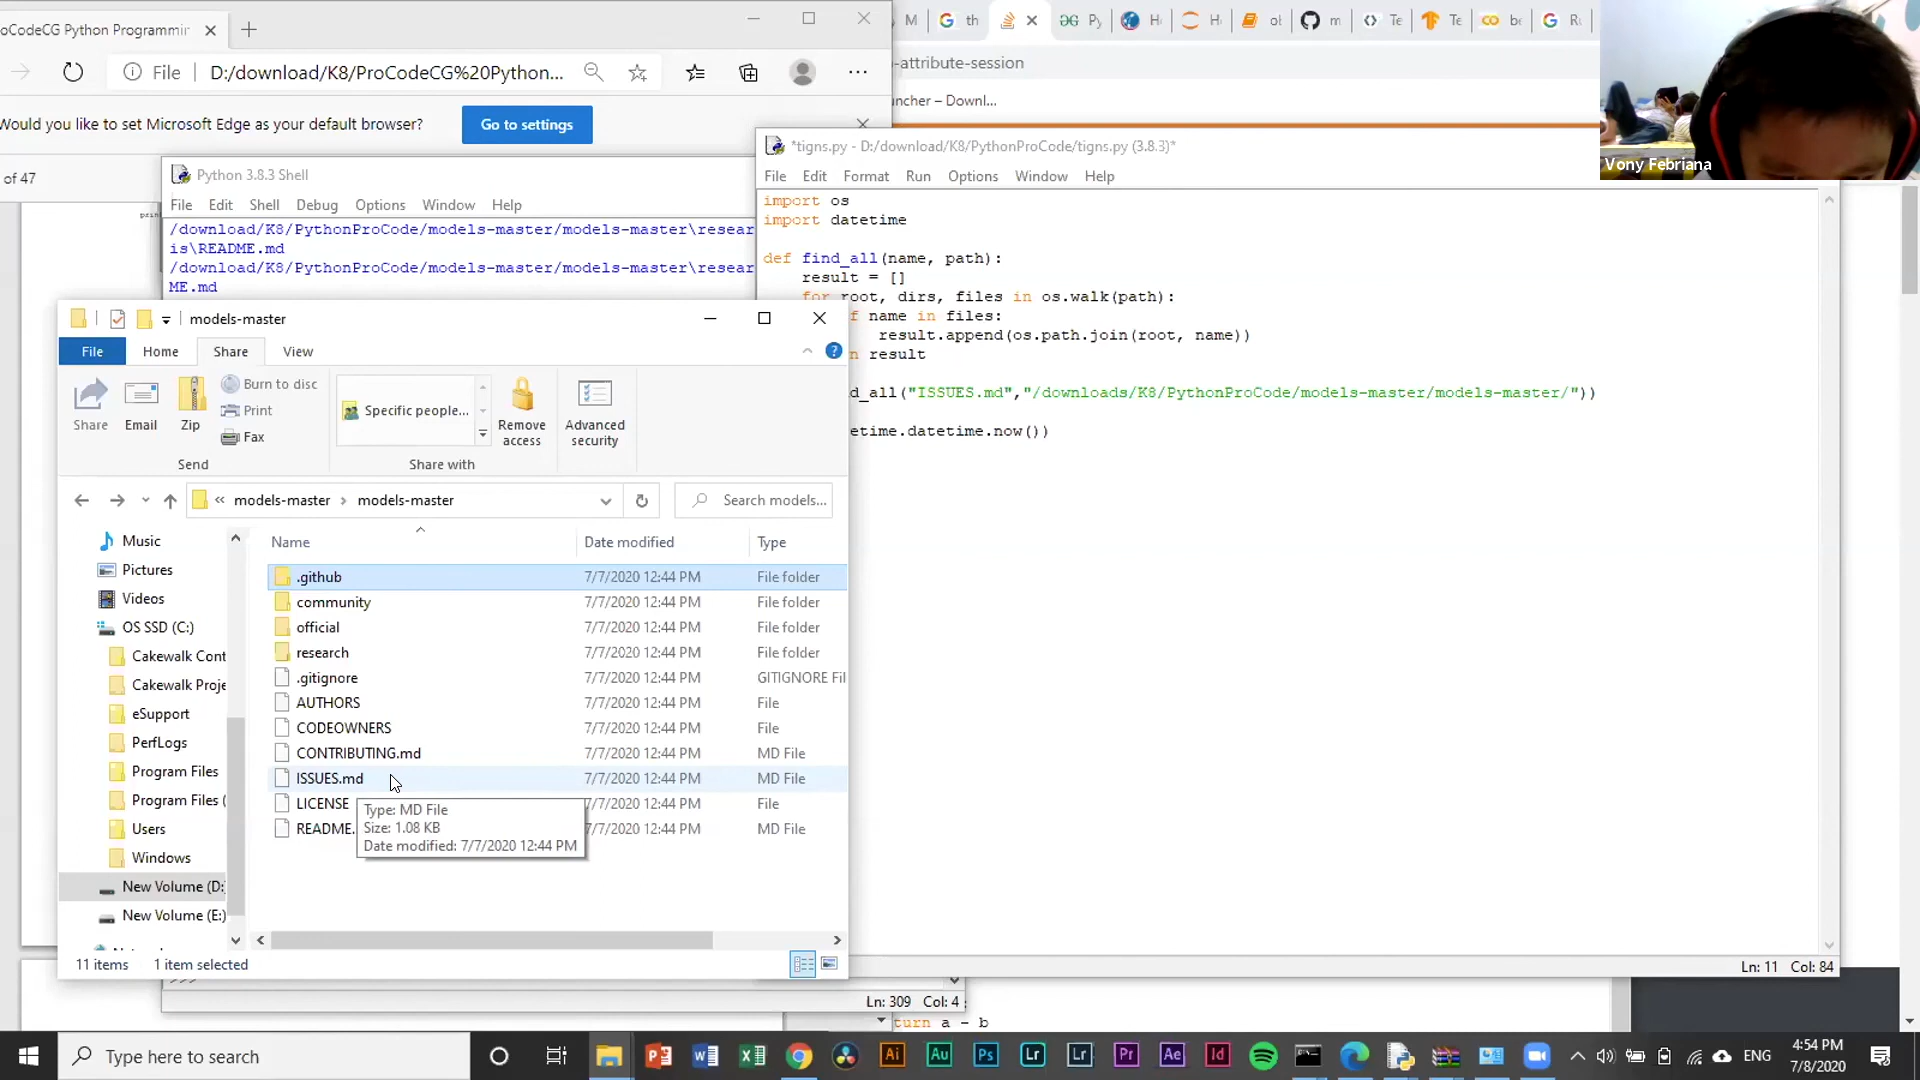 oCodeCG Python Programmin
File
D:/download/K8/ProCodeCG%20Python...
Would you like to set Microsoft Edge as your default browser?
Go to settings
of 47
M
th
Py
H
H
ol
m
Te
Te
be
Ru
-attribute-session
ncher – Downl...
Vony Febriana
Python 3.8.3 Shell
File Edit Shell Debug Options Window Help
/download/K8/PythonProCode/models-master/models-master\resear
is\README.md
/download/K8/PythonProCode/models-master/models-master\resear
ME.md
*tigns.py - D:/download/K8/PythonProCode/tigns.py (3.8.3)*
File Edit Format Run Options Window Help
import os
import datetime
def find_all(name, path):
result = []
for root, dirs, files in os.walk(path):
f name in files:
result.append(os.path.join(root, name))
n result
d_all("ISSUES.md","/downloads/K8/PythonProCode/models-master/models-master/"))
etime.datetime.now())
Ln: 11 Col: 84
models-master
File Home Share View
Share
Email
Zip
Burn to disc
Print
Fax
Send
Specific people...
Remove access
Share with
Advanced security
models-master › models-master
Search models...
Music
Pictures
Videos
OS SSD (C:)
Cakewalk Cont
Cakewalk Proje
eSupport
PerfLogs
Program Files
Program Files (
Users
Windows
New Volume (D:
New Volume (E:)
Name Date modified Type
.github 7/7/2020 12:44 PM File folder
community 7/7/2020 12:44 PM File folder
official 7/7/2020 12:44 PM File folder
research 7/7/2020 12:44 PM File folder
.gitignore 7/7/2020 12:44 PM GITIGNORE Fil
AUTHORS 7/7/2020 12:44 PM File
CODEOWNERS 7/7/2020 12:44 PM File
CONTRIBUTING.md 7/7/2020 12:44 PM MD File
ISSUES.md 7/7/2020 12:44 PM MD File
LICENSE 7/7/2020 12:44 PM File
README. 7/7/2020 12:44 PM MD File
Type: MD File
Size: 1.08 KB
Date modified: 7/7/2020 12:44 PM
11 items 1 item selected
Ln: 309 Col: 4
turn a - b
Type here to search
ENG
4:54 PM
7/8/2020